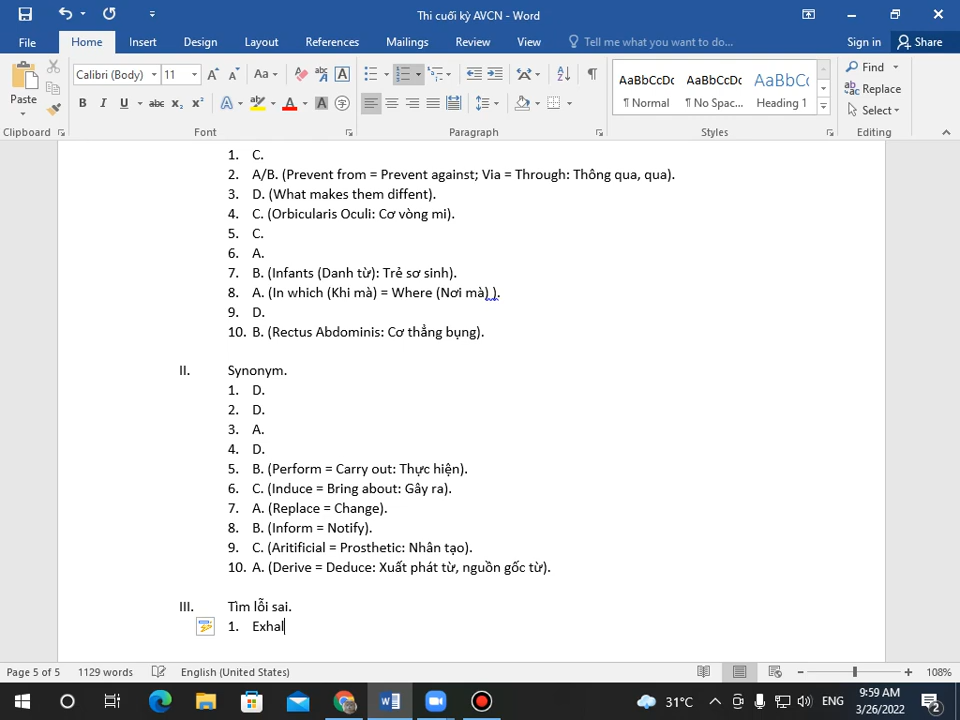 Thi cuối kỳ AVCN - Word
File Home Insert Design Layout References Mailings Review View Tell me what you want to do... Sign in Share
Paste Calibri (Body) 11 Aa AaBbCcDc AaBbCcDc AaBbCc Find
B I U abc x₂ x² A A ¶ Normal ¶ No Spac... Heading 1 Replace
Select
Clipboard Font Paragraph Styles Editing
1. C.
2. A/B. (Prevent from = Prevent against; Via = Through: Thông qua, qua).
3. D. (What makes them diffent).
4. C. (Orbicularis Oculi: Cơ vòng mi).
5. C.
6. A.
7. B. (Infants (Danh từ): Trẻ sơ sinh).
8. A. (In which (Khi mà) = Where (Nơi mà) ).
9. D.
10. B. (Rectus Abdominis: Cơ thẳng bụng).
II. Synonym.
1. D.
2. D.
3. A.
4. D.
5. B. (Perform = Carry out: Thực hiện).
6. C. (Induce = Bring about: Gây ra).
7. A. (Replace = Change).
8. B. (Inform = Notify).
9. C. (Aritificial = Prosthetic: Nhân tạo).
10. A. (Derive = Deduce: Xuất phát từ, nguồn gốc từ).
III. Tìm lỗi sai.
1. Exhal
Page 5 of 5 1129 words English (United States) 108%
31°C ENG 9:59 AM
3/26/2022 2